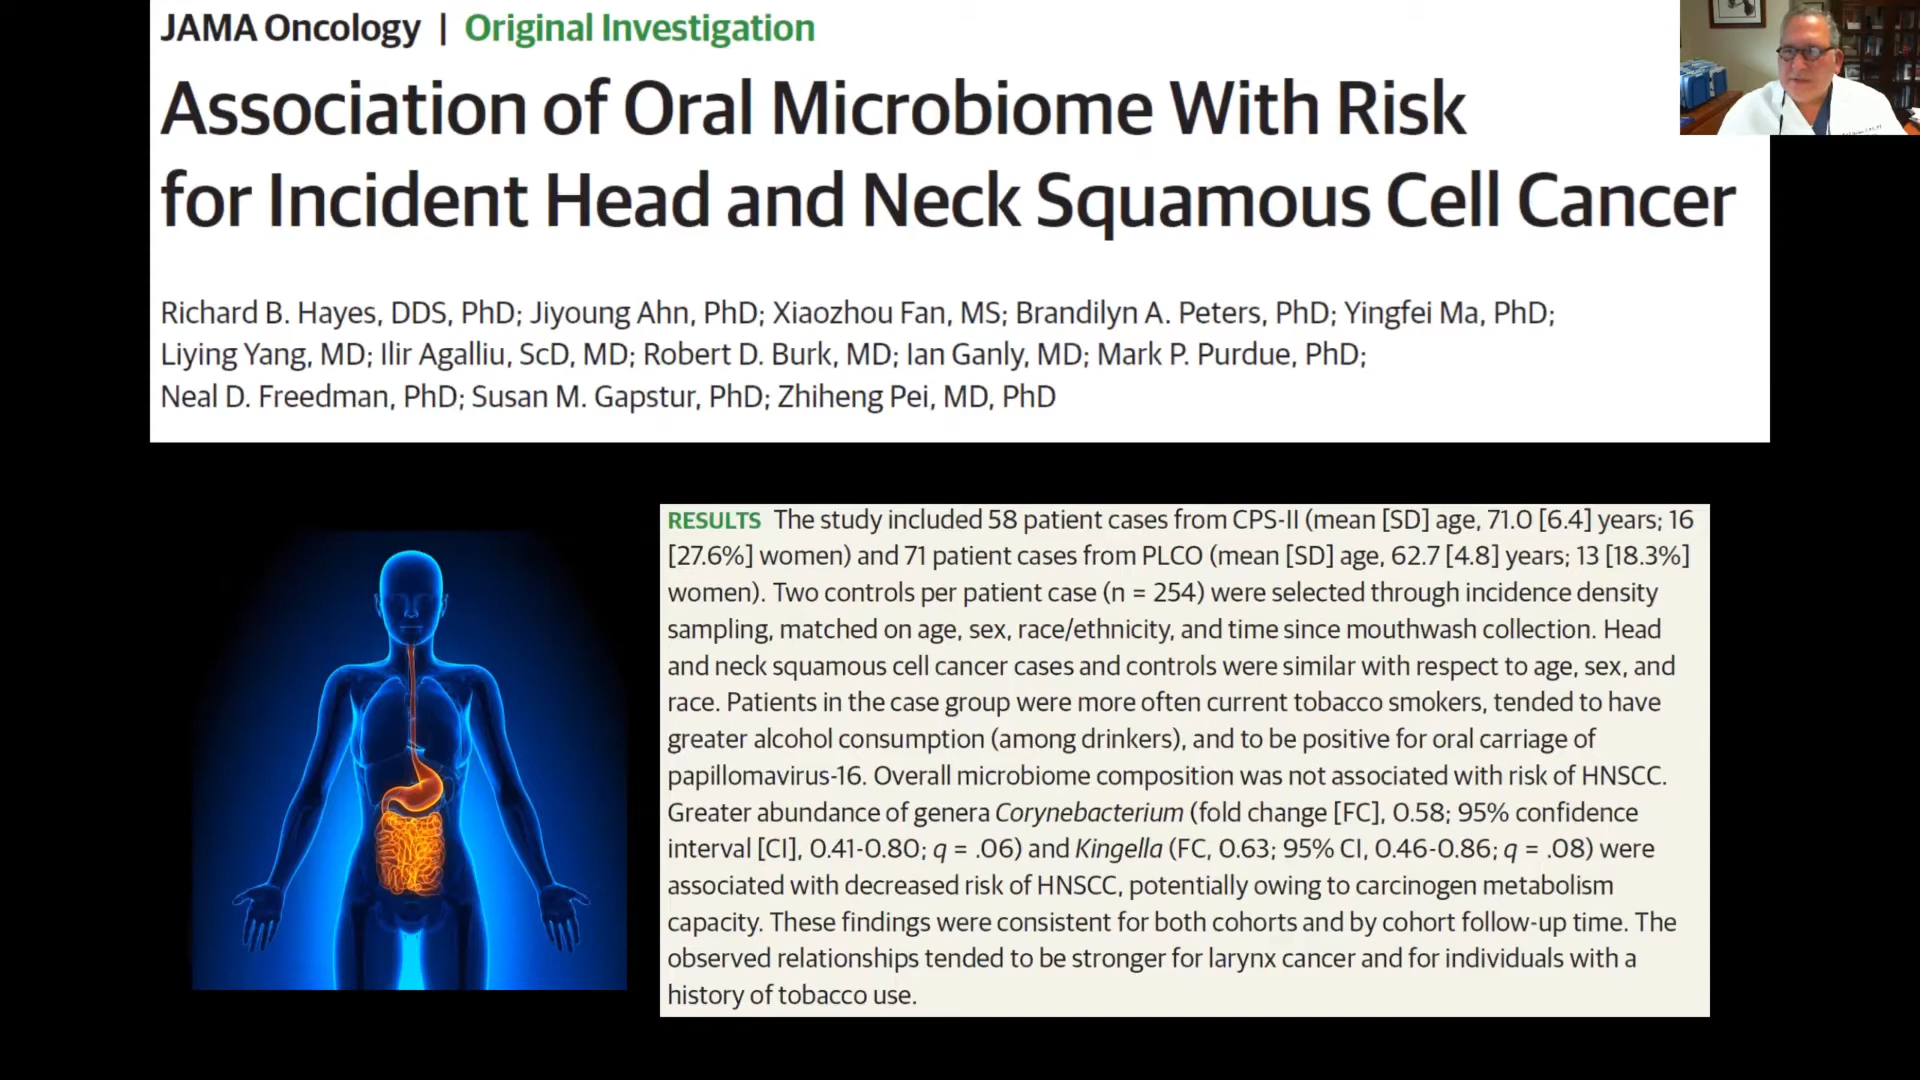 JAMA Oncology | Original Investigation
Association of Oral Microbiome With Risk
for Incident Head and Neck Squamous Cell Cancer
Richard B. Hayes, DDS, PhD; Jiyoung Ahn, PhD; Xiaozhou Fan, MS; Brandilyn A. Peters, PhD; Yingfei Ma, PhD;
Liying Yang, MD; Ilir Agalliu, ScD, MD; Robert D. Burk, MD; Ian Ganly, MD; Mark P. Purdue, PhD;
Neal D. Freedman, PhD; Susan M. Gapstur, PhD; Zhiheng Pei, MD, PhD
RESULTS The study included 58 patient cases from CPS-II (mean [SD] age, 71.0 [6.4] years; 16
[27.6%] women) and 71 patient cases from PLCO (mean [SD] age, 62.7 [4.8] years; 13 [18.3%]
women). Two controls per patient case (n = 254) were selected through incidence density
sampling, matched on age, sex, race/ethnicity, and time since mouthwash collection. Head
and neck squamous cell cancer cases and controls were similar with respect to age, sex, and
race. Patients in the case group were more often current tobacco smokers, tended to have
greater alcohol consumption (among drinkers), and to be positive for oral carriage of
papillomavirus-16. Overall microbiome composition was not associated with risk of HNSCC.
Greater abundance of genera Corynebacterium (fold change [FC], 0.58; 95% confidence
interval [CI], 0.41-0.80; q = .06) and Kingella (FC, 0.63; 95% CI, 0.46-0.86; q = .08) were
associated with decreased risk of HNSCC, potentially owing to carcinogen metabolism
capacity. These findings were consistent for both cohorts and by cohort follow-up time. The
observed relationships tended to be stronger for larynx cancer and for individuals with a
history of tobacco use.